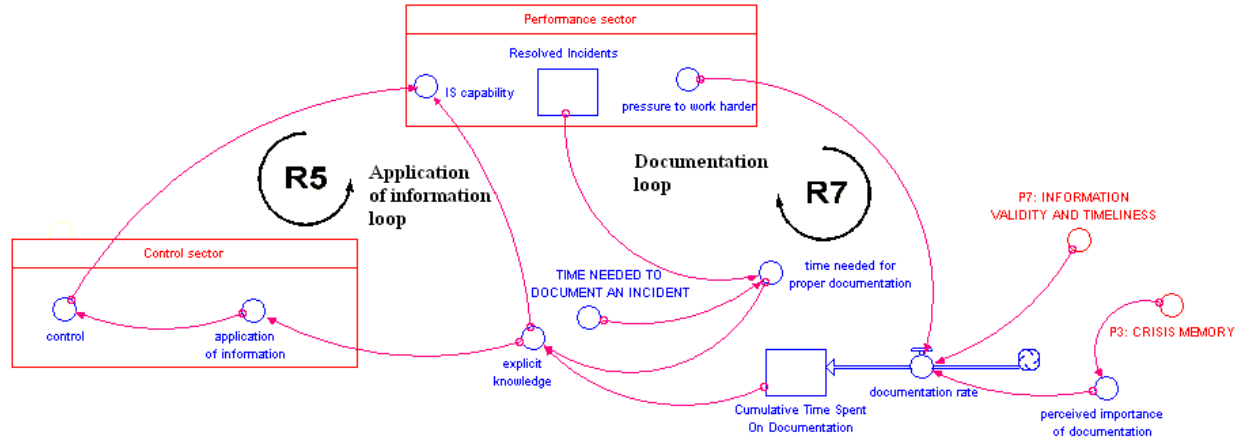 Performance sector
Resolved Incidents
IS capability
pressure to work harder
R5
Application
of information
loop
Documentation
loop
R7
P7: INFORMATION
VALIDITY AND TIMELINESS
Control sector
control
application
of information
TIME NEEDED TO
DOCUMENT AN INCIDENT
time needed for
proper documentation
explicit
knowledge
P3: CRISIS MEMORY
Cumulative Time Spent
On Documentation
documentation rate
perceived importance
of documentation